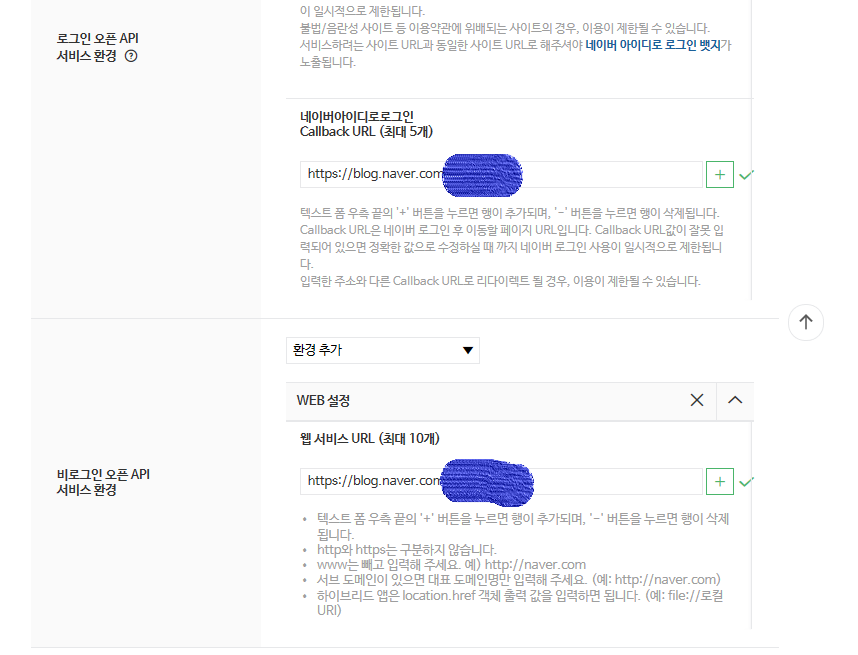 이 일시적으로 제한됩니다.
불법/음란성 사이트 등 이용약관에 위배되는 사이트의 경우, 이용이 제한될 수 있습니다.
로그인 오픈 API
서비스 환경 ?
서비스하려는 사이트 URL과 동일한 사이트 URL로 해주셔야 네이버 아이디로 로그인 뱃지가
노출됩니다.
네이버아이디로로그인
Callback URL (최대 5개)
https://blog.naver.com
+
텍스트 폼 우측 끝의 '+' 버튼을 누르면 행이 추가되며, '-' 버튼을 누르면 행이 삭제됩니다.
Callback URL은 네이버 로그인 후 이동할 페이지 URL입니다. Callback URL값이 잘못 입
력되어 있으면 정확한 값으로 수정하실 때 까지 네이버 로그인 사용이 일시적으로 제한됩니
다.
입력한 주소와 다른 Callback URL로 리다이렉트 될 경우, 이용이 제한될 수 있습니다.
환경 추가
WEB 설정
웹 서비스 URL (최대 10개)
비로그인 오픈 API
서비스 환경
https://blog.naver.com
+
• 텍스트 폼 우측 끝의 '+' 버튼을 누르면 행이 추가되며, '-' 버튼을 누르면 행이 삭제
됩니다.
• http와 https는 구분하지 않습니다.
• www는 빼고 입력해 주세요. 예) http://naver.com
• 서브 도메인이 있으면 대표 도메인명만 입력해 주세요. (예: http://naver.com)
• 하이브리드 앱은 location.href 객체 출력 값을 입력하면 됩니다. (예: file://로컬
URI)